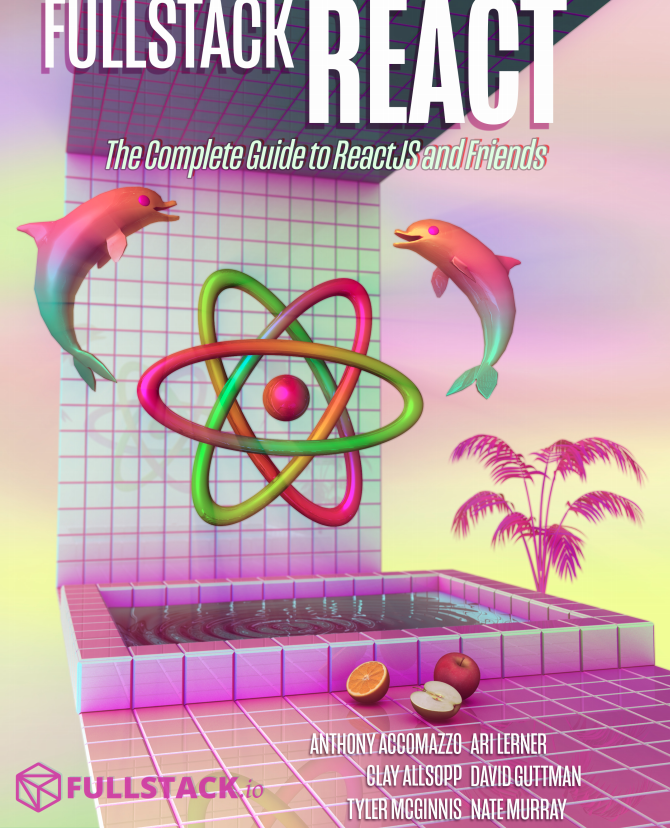 FULLSTACK REACT
The Complete Guide to ReactJS and Friends
ANTHONY ACCOMAZZO ARI LERNER
CLAY ALLSOPP DAVID GUTTMAN
TYLER MCGINNIS NATE MURRAY
FULLSTACK.io